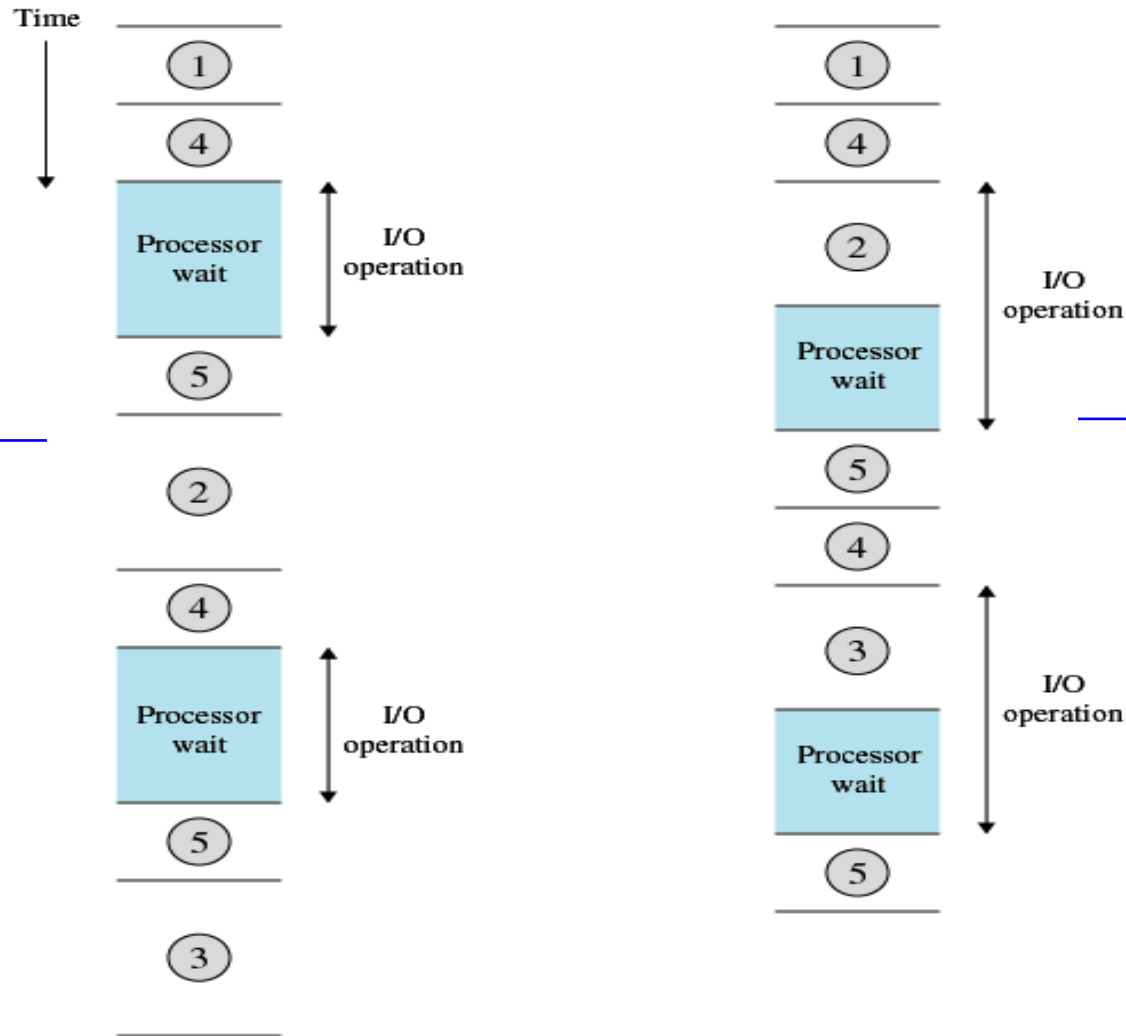 Time
1
4
Processor
wait
I/O
operation
5
2
4
Processor
wait
I/O
operation
5
3
1
4
2
I/O
operation
Processor
wait
5
4
3
I/O
operation
Processor
wait
5